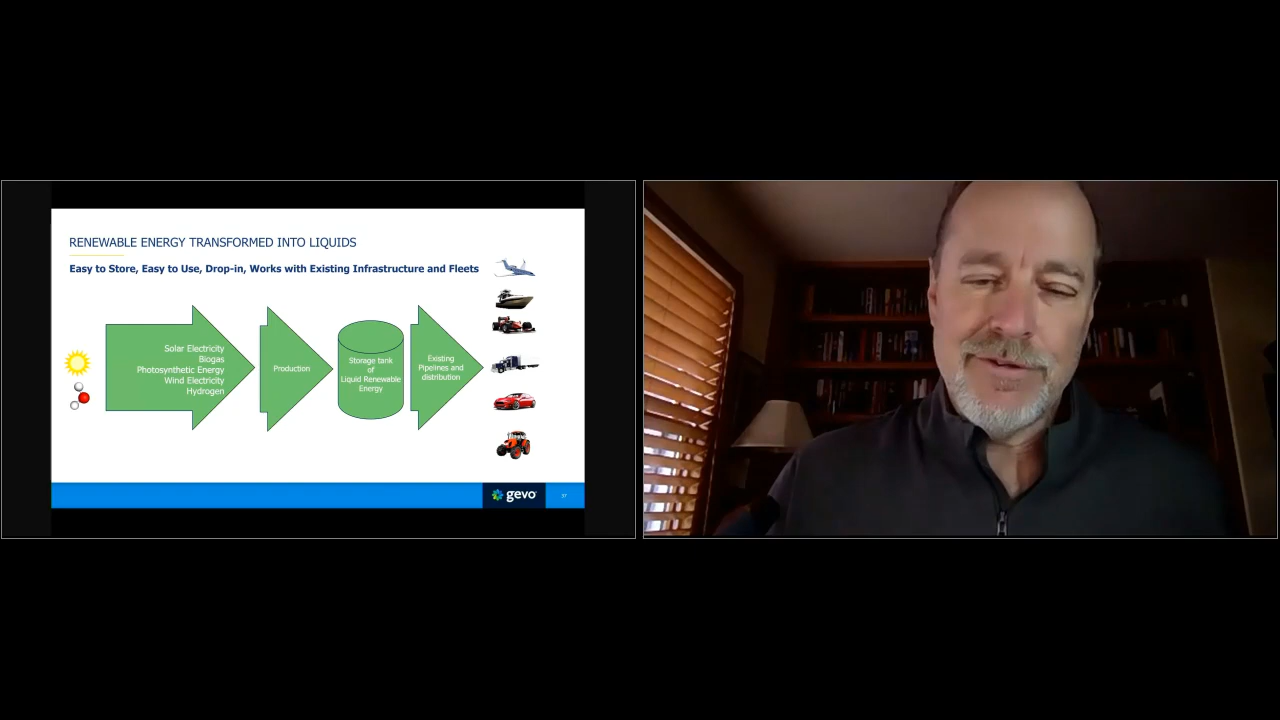 RENEWABLE ENERGY TRANSFORMED INTO LIQUIDS
Easy to Store, Easy to Use, Drop-in, Works with Existing Infrastructure and Fleets
Solar Electricity
Biogas
Photosynthetic Energy
Wind Electricity
Hydrogen
Production
Storage tank
of
Liquid Renewable
Energy
Existing
Pipelines and
distribution
gevo
37